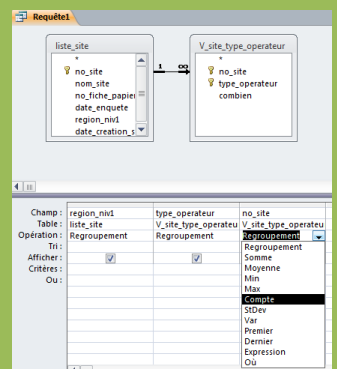 Requête1
liste_site
*
no_site
nom_site
no_fiche_papie
date_enquete
region_niv1
date_creation_s
1 ∞
V_site_type_operateur
*
no_site
type_operateur
combien
Champ : region_niv1 type_operateur no_site
Table : liste_site V_site_type_operateu V_site_type_operateu
Opération : Regroupement Regroupement Regroupement
Tri :
Afficher :
Critères :
Ou :
Regroupement
Somme
Moyenne
Min
Max
Compte
StDev
Var
Premier
Dernier
Expression
Où